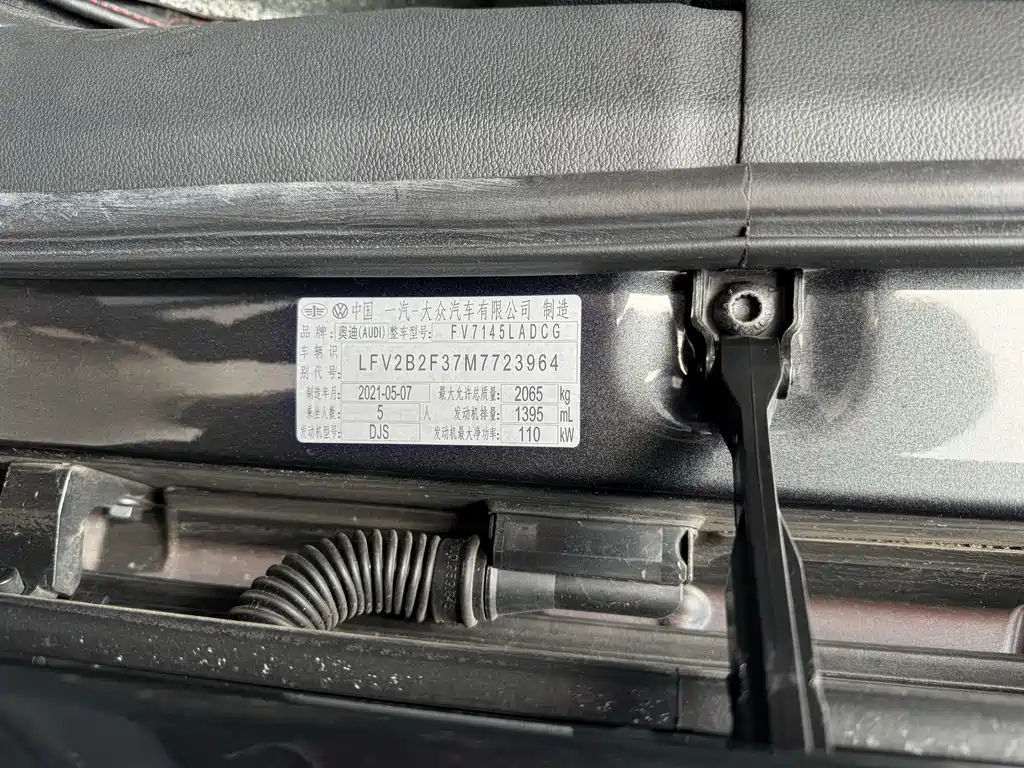 中国 一汽-大众汽车有限公司 制造
品牌: 奥迪(AUDI) 整车型号: FV7145LADCG
车辆识别代号: LFV2B2F37M7723964
制造年月: 2021-05-07 最大允许总质量: 2065 kg
乘坐人数: 5 人 发动机排量: 1395 mL
发动机型号: DJS 发动机最大净功率: 110 kW